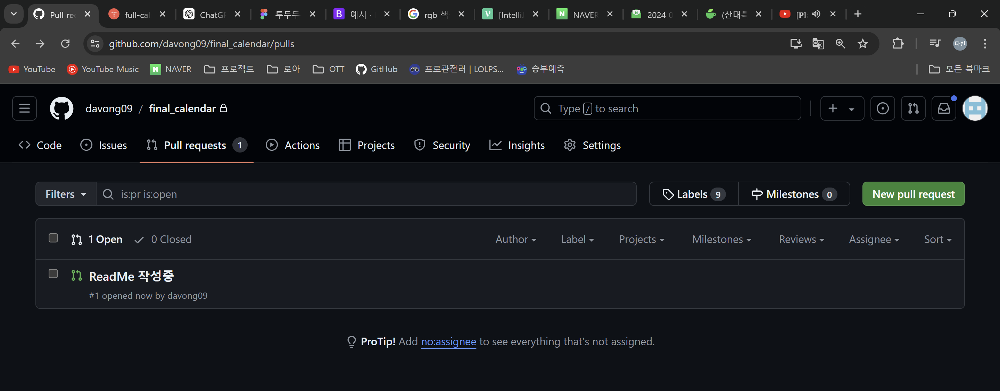 Pull re
full-cal
ChatGP
투두두
예시 ·
rgb 색
[IntelliJ
NAVER
2024 0
(산대특
[Pl
github.com/davong09/final_calendar/pulls
다빈
YouTube
YouTube Music
NAVER
프로젝트
로아
OTT
GitHub
프로관전러 | LOLPS...
승부예측
모든 북마크
davong09 / final_calendar
Type / to search
Code
Issues
Pull requests 1
Actions
Projects
Security
Insights
Settings
Filters
is:pr is:open
Labels 9
Milestones 0
New pull request
1 Open
0 Closed
Author
Label
Projects
Milestones
Reviews
Assignee
Sort
ReadMe 작성중
#1 opened now by davong09
ProTip! Add no:assignee to see everything that’s not assigned.